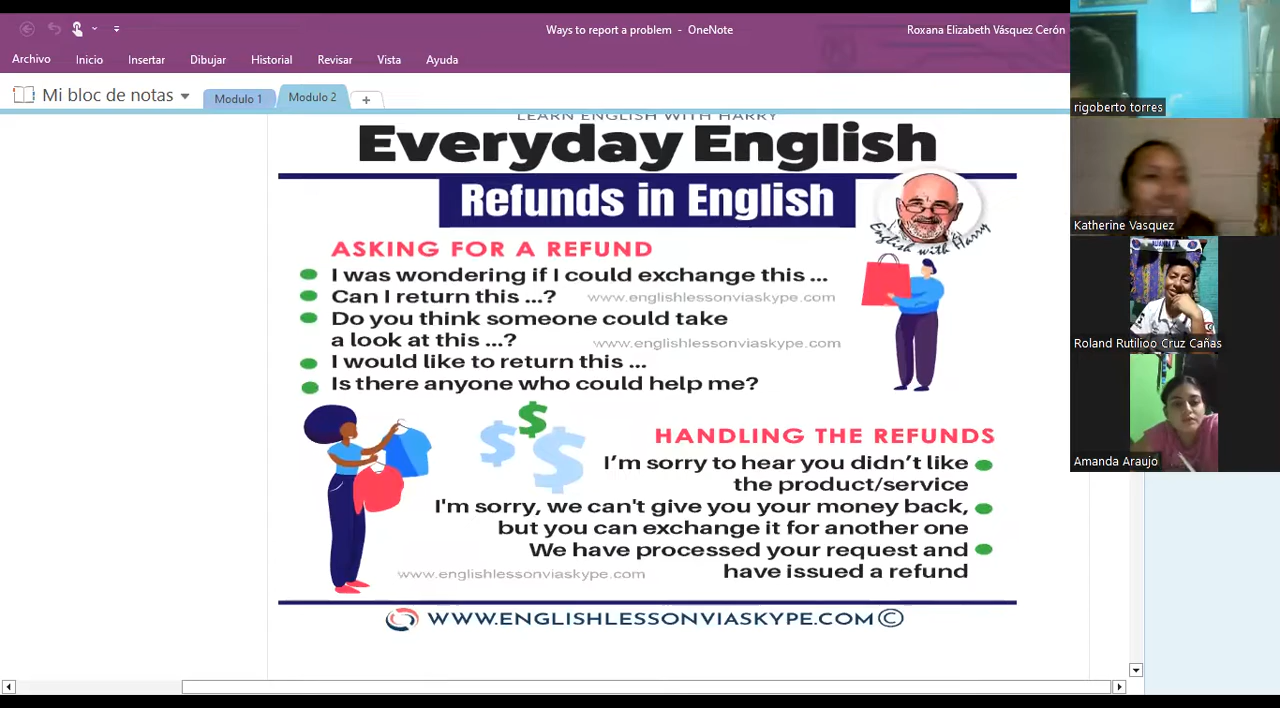 Ways to report a problem - OneNote
Roxana Elizabeth Vásquez Cerón
Archivo
Inicio
Insertar
Dibujar
Historial
Revisar
Vista
Ayuda
Mi bloc de notas
Modulo 1
Modulo 2
LEARN ENGLISH WITH HARRY
Everyday English
Refunds in English
English with Harry
ASKING FOR A REFUND
I was wondering if I could exchange this ...
Can I return this ...?
www.englishlessonviaskype.com
Do you think someone could take
a look at this ...?
www.englishlessonviaskype.com
I would like to return this ...
Is there anyone who could help me?
HANDLING THE REFUNDS
I'm sorry to hear you didn't like
the product/service
I'm sorry, we can't give you your money back,
but you can exchange it for another one
We have processed your request and
have issued a refund
www.englishlessonviaskype.com
WWW.ENGLISHLESSONVIASKYPE.COM©
rigoberto torres
Katherine Vasquez
Roland Rutilioo Cruz Cañas
Amanda Araujo